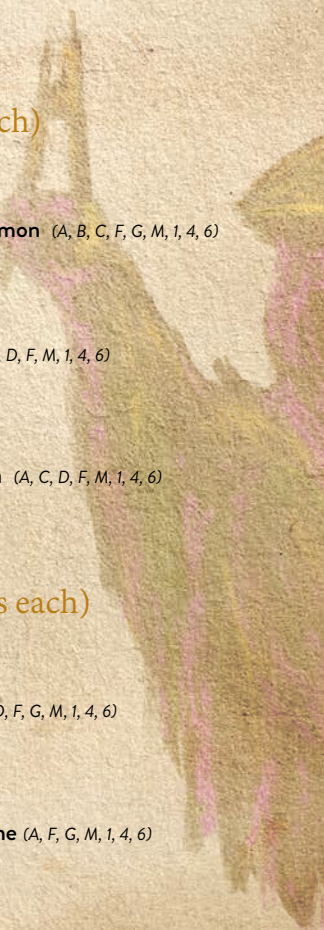 ch)
mon (A, B, C, F, G, M, 1, 4, 6)
D, F, M, 1, 4, 6)
(A, C, D, F, M, 1, 4, 6)
s each)
D, F, G, M, 1, 4, 6)
ne (A, F, G, M, 1, 4, 6)